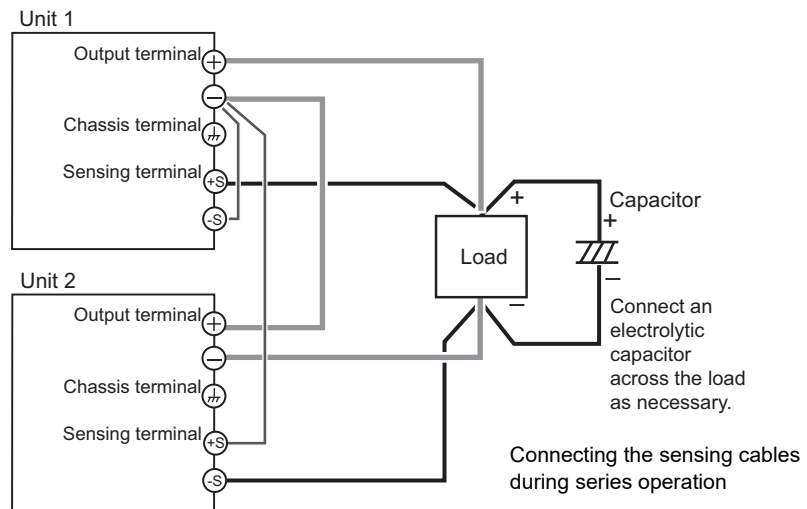 Unit 1
Output terminal
+
−
Chassis terminal
Sensing terminal
+S
-S
Unit 2
Output terminal
+
−
Chassis terminal
Sensing terminal
+S
-S
+
Load
−
Capacitor
+
−
Connect an
electrolytic
capacitor
across the load
as necessary.
Connecting the sensing cables
during series operation